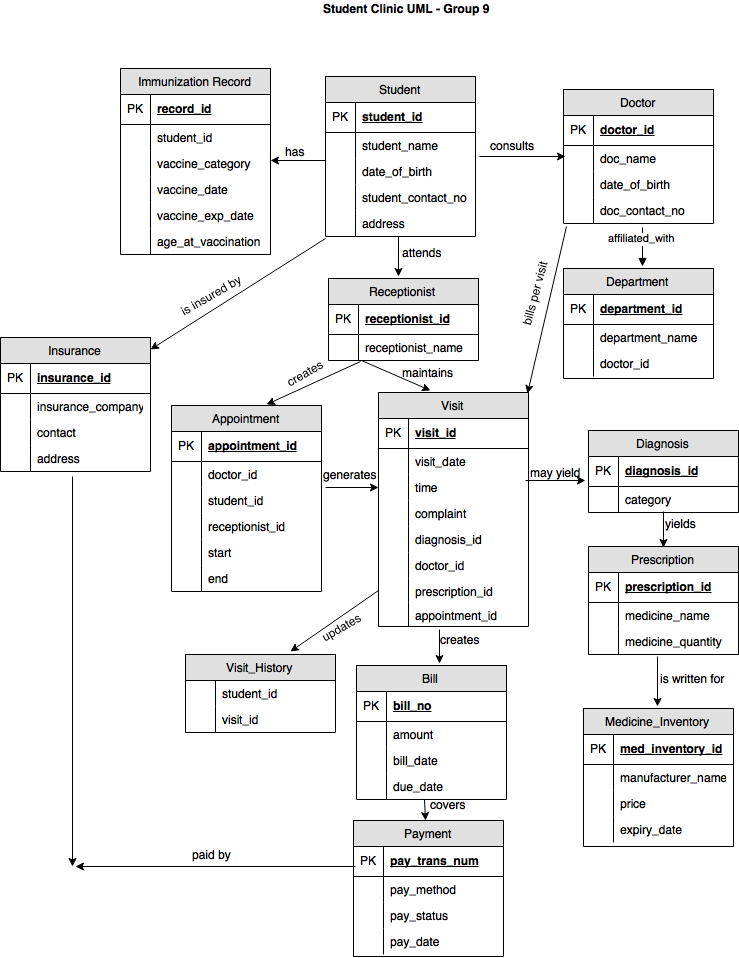 Student Clinic UML - Group 9
Immunization Record
PK record_id
student_id
vaccine_category
vaccine_date
vaccine_exp_date
age_at_vaccination
has
Student
PK student_id
student_name
date_of_birth
student_contact_no
address
consults
Doctor
PK doctor_id
doc_name
date_of_birth
doc_contact_no
affiliated_with
attends
is insured by
bills per visit
Receptionist
PK receptionist_id
receptionist_name
Department
PK department_id
department_name
doctor_id
Insurance
PK insurance_id
insurance_company
contact
address
creates
maintains
Appointment
PK appointment_id
doctor_id
student_id
receptionist_id
start
end
generates
Visit
PK visit_id
visit_date
time
complaint
diagnosis_id
doctor_id
prescription_id
appointment_id
may yield
Diagnosis
PK diagnosis_id
category
yields
Prescription
PK prescription_id
medicine_name
medicine_quantity
is written for
updates
creates
Visit_History
student_id
visit_id
Bill
PK bill_no
amount
bill_date
due_date
covers
Medicine_Inventory
PK med_inventory_id
manufacturer_name
price
expiry_date
paid by
Payment
PK pay_trans_num
pay_method
pay_status
pay_date